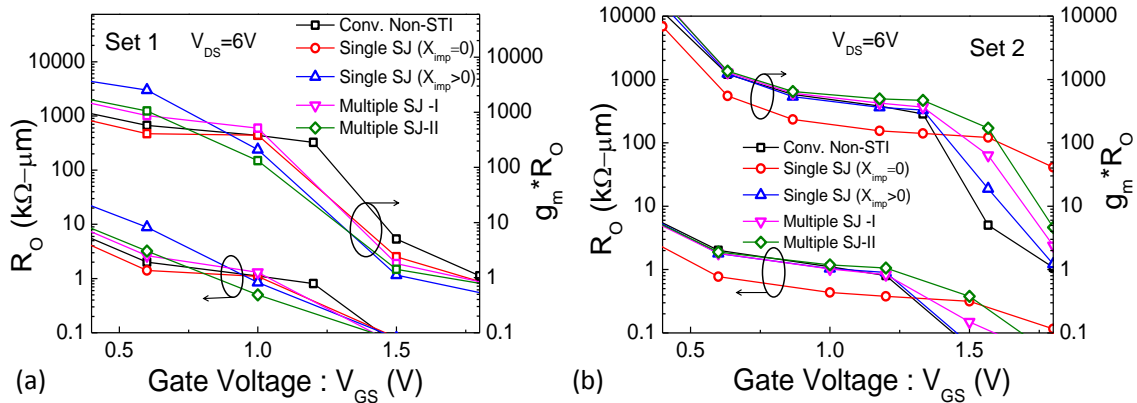 Set 1
V_DS=6V
Conv. Non-STI
Single SJ (X_imp=0)
Single SJ (X_imp>0)
Multiple SJ -I
Multiple SJ-II
10000
1000
100
10
1
0.1
R_O (kΩ-μm)
10000
1000
100
10
1
0.1
g_m*R_O
0.5
1.0
1.5
Gate Voltage : V_GS (V)
(a)
V_DS=6V
Set 2
Conv. Non-STI
Single SJ (X_imp=0)
Single SJ (X_imp>0)
Multiple SJ -I
Multiple SJ-II
10000
1000
100
10
1
0.1
R_O (kΩ-μm)
10000
1000
100
10
1
0.1
g_m*R_O
0.5
1.0
1.5
Gate Voltage : V_GS (V)
(b)